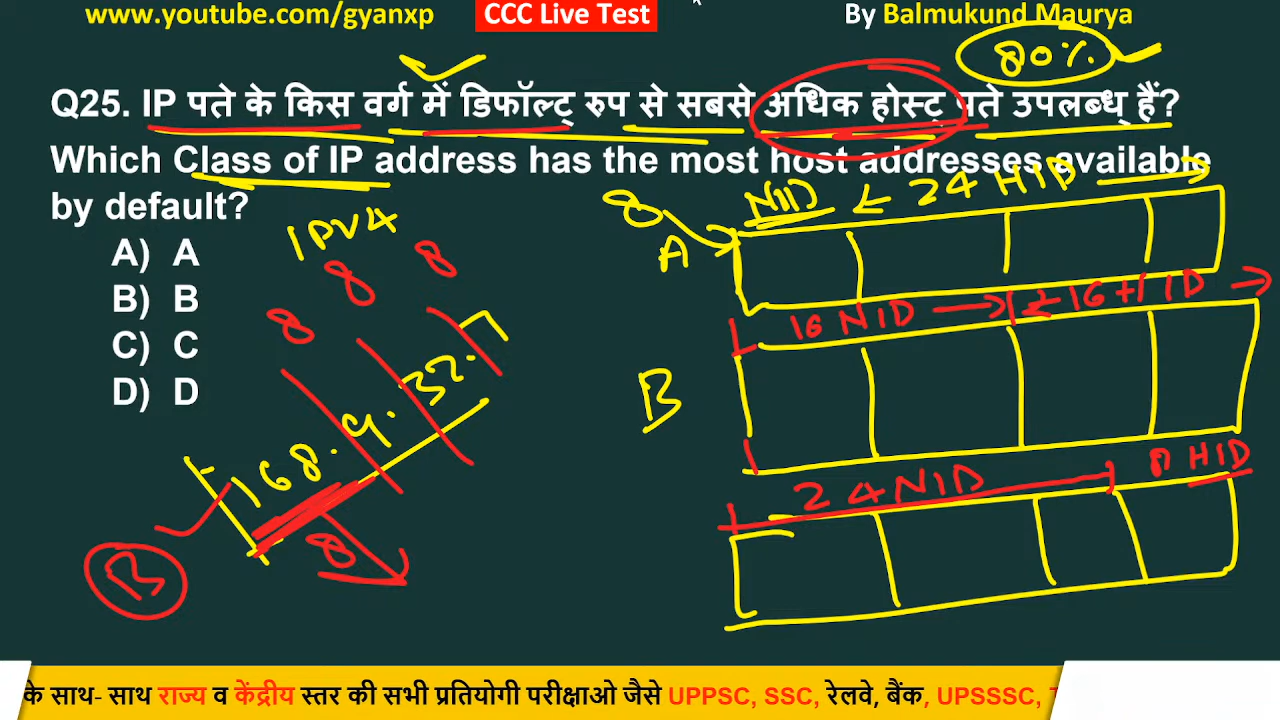 www.youtube.com/gyanxp CCC Live Test By Balmukund Maurya
80%
Q25. IP पते के किस वर्ग में डिफॉल्ट् रुप से सबसे अधिक होस्ट् पते उपलब्ध् हैं?
Which Class of IP address has the most host addresses available
by default?
A) A
B) B
C) C
D) D
IPV4
8 8 8
168.9.32.7
8
B
8
NID 24 HID
A
16 NID 16 HID
B
24 NID 8 HID
के साथ- साथ राज्य व केंद्रीय स्तर की सभी प्रतियोगी परीक्षाओ जैसे UPPSC, SSC, रेलवे, बैंक, UPSSSC,